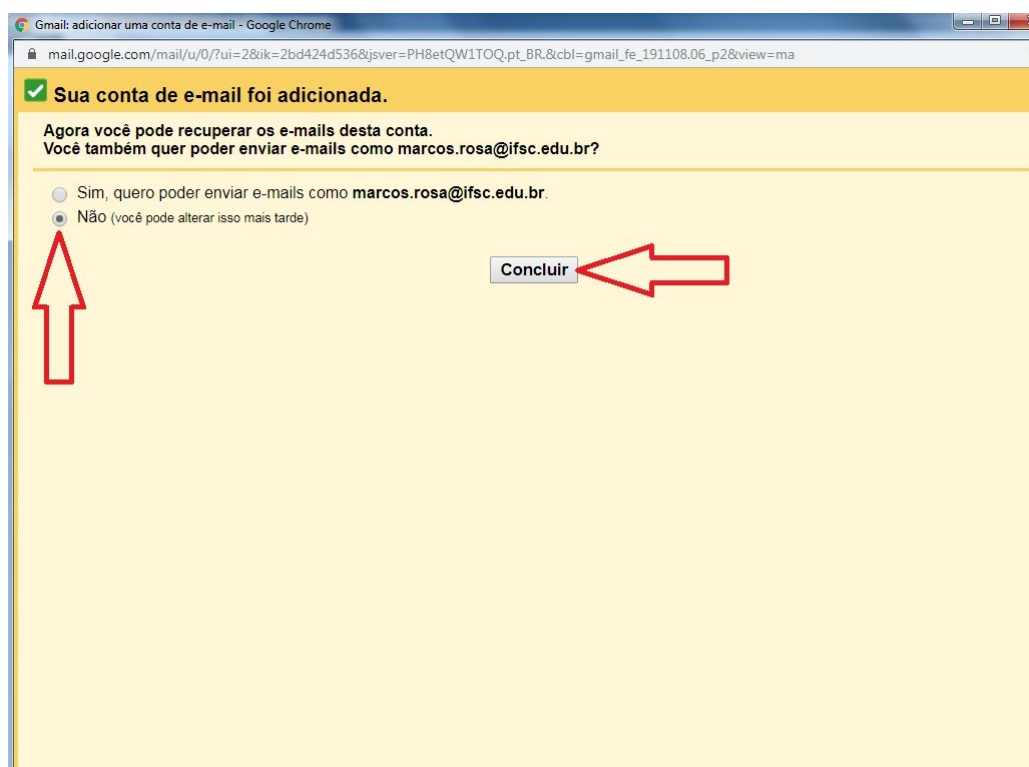 Gmail: adicionar uma conta de e-mail - Google Chrome
mail.google.com/mail/u/0/?ui=2&ik=2bd424d536&jsver=PH8etQW1TOQ.pt_BR.&cbl=gmail_fe_191108.06_p2&view=ma
Sua conta de e-mail foi adicionada.
Agora você pode recuperar os e-mails desta conta.
Você também quer poder enviar e-mails como marcos.rosa@ifsc.edu.br?
Sim, quero poder enviar e-mails como marcos.rosa@ifsc.edu.br.
Não (você pode alterar isso mais tarde)
Concluir